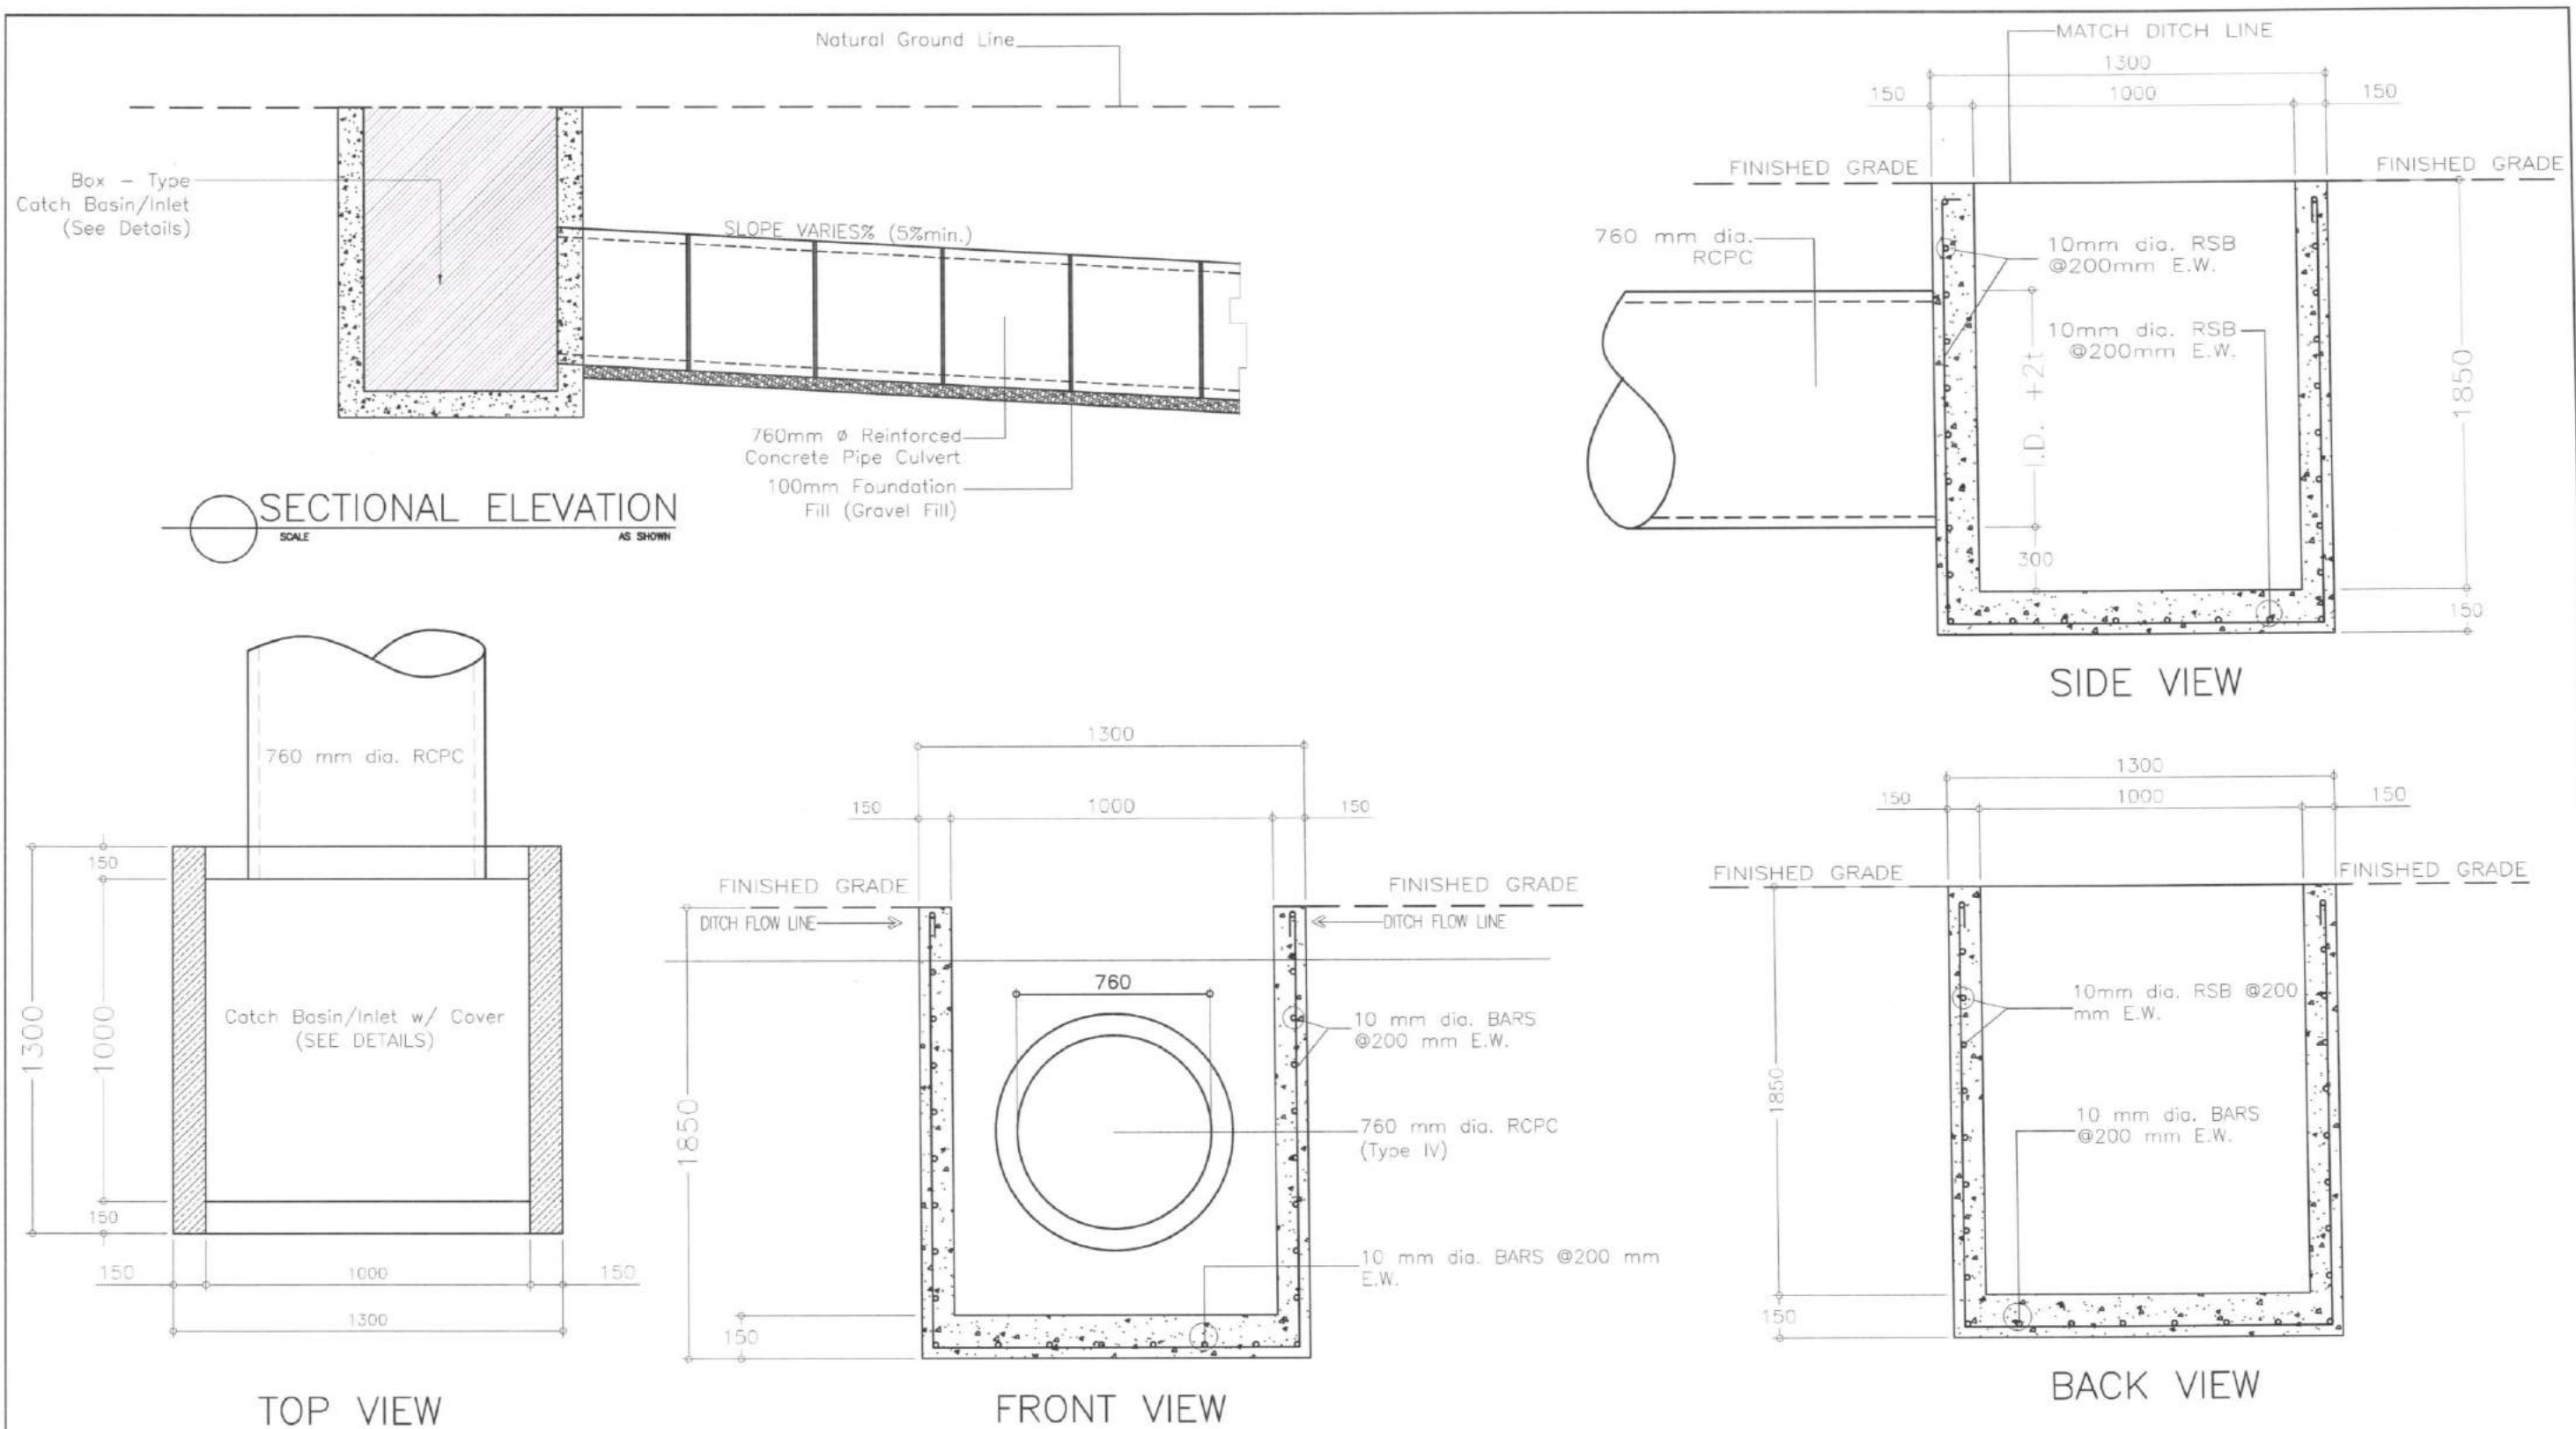 Natural Ground Line
Box – Type
Catch Basin/Inlet
(See Details)
SLOPE VARIES% (5%min.)
760mm ø Reinforced
Concrete Pipe Culvert
100mm Foundation
Fill (Gravel Fill)
SECTIONAL ELEVATION
SCALE
AS SHOWN
MATCH DITCH LINE
1300
150
1000
150
FINISHED GRADE
FINISHED GRADE
760 mm dia.
RCPC
10mm dia. RSB
@200mm E.W.
10mm dia. RSB
@200mm E.W.
I.D. +2t
1850
300
150
SIDE VIEW
760 mm dia. RCPC
150
1300
1000
Catch Basin/Inlet w/ Cover
(SEE DETAILS)
150
150
1000
150
1300
TOP VIEW
1300
150
1000
150
FINISHED GRADE
FINISHED GRADE
DITCH FLOW LINE
DITCH FLOW LINE
760
10 mm dia. BARS
@200 mm E.W.
1850
760 mm dia. RCPC
(Type IV)
10 mm dia. BARS @200 mm
E.W.
150
FRONT VIEW
1300
150
1000
150
FINISHED GRADE
FINISHED GRADE
10mm dia. RSB @200
mm E.W.
1850
10 mm dia. BARS
@200 mm E.W.
150
BACK VIEW